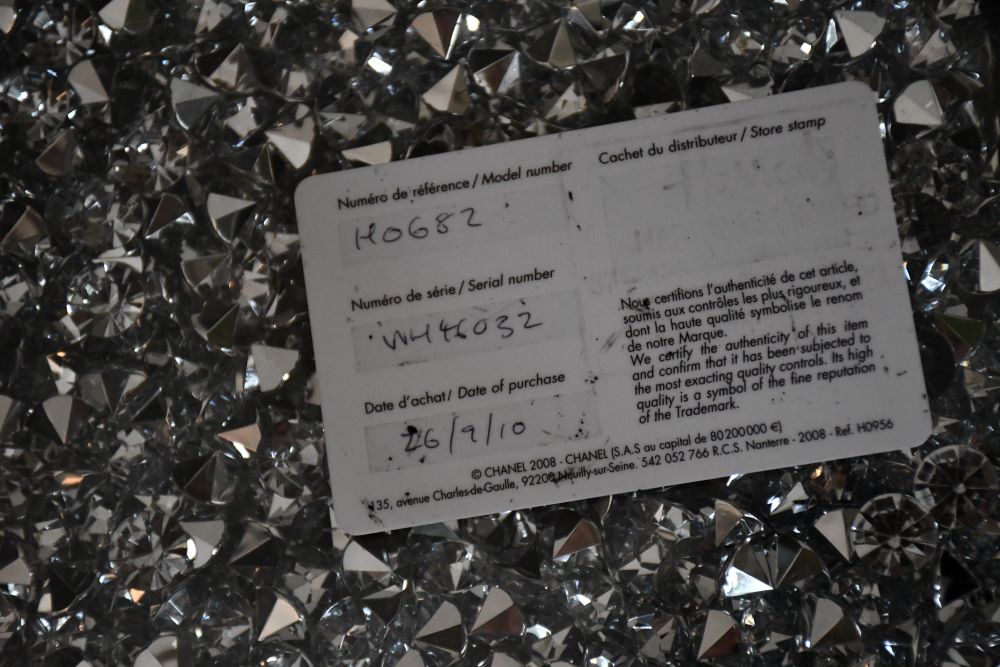 Numéro de référence / Model number
H0682
Numéro de série / Serial number
Date d'achat / Date of purchase
26/9/10
Cachet du distributeur / Store stamp
Nous certifions l'authenticité de cet article,
soumis aux contrôles les plus rigoureux, et
dont la haute qualité symbolise le renom
de notre Marque.
We certify the authenticity of this item
and confirm that it has been subjected to
the most exacting quality controls. Its high
quality is a symbol of the fine reputation
of the Trademark.
© CHANEL 2008 - CHANEL (S.A.S au capital de 80 200 000 €)
135, avenue Charles-de-Gaulle, 92200 Neuilly-sur-Seine. 542 052 766 R.C.S. Nanterre - 2008 - Ref. H0956